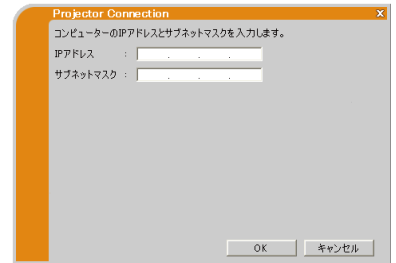 Projector Connection
コンピューターのIPアドレスとサブネットマスクを入力します。
IPアドレス :
サブネットマスク :
OK キャンセル